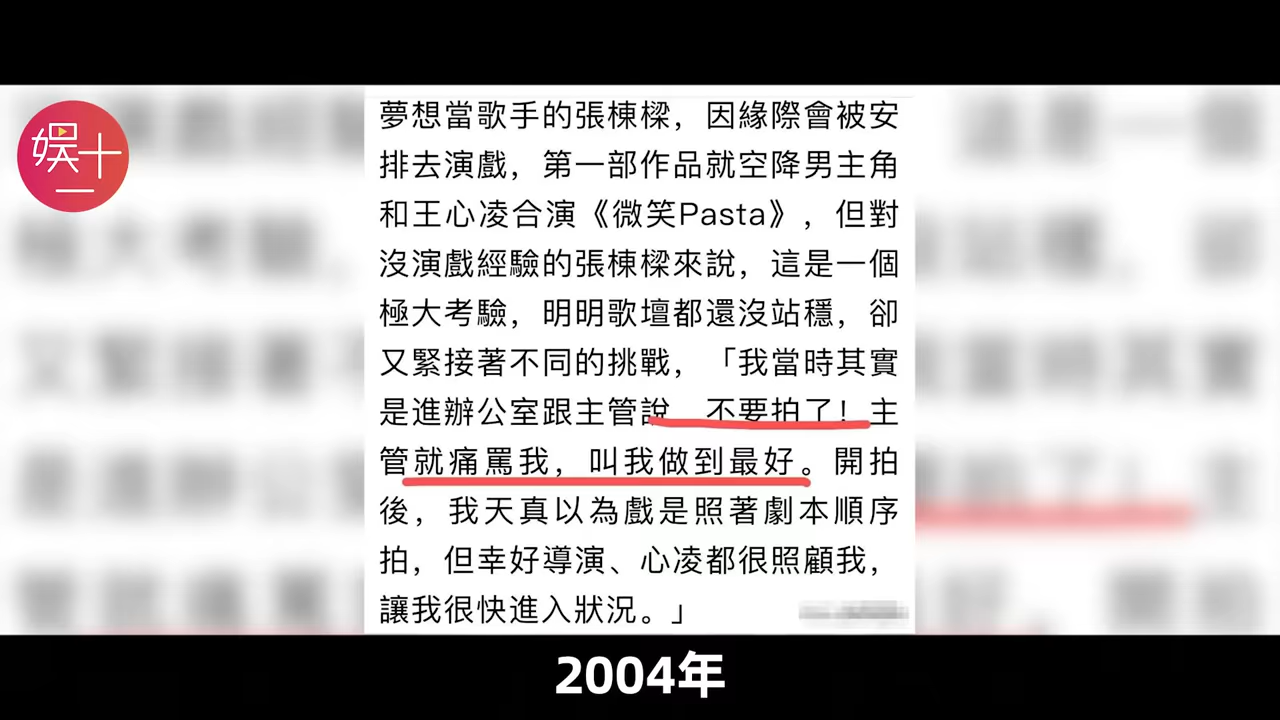 娱十一
夢想當歌手的張棟樑，因緣際會被安
排去演戲，第一部作品就空降男主角
和王心凌合演《微笑Pasta》，但對
沒演戲經驗的張棟樑來說，這是一個
極大考驗，明明歌壇都還沒站穩，卻
又緊接著不同的挑戰，「我當時其實
是進辦公室跟主管說，不要拍了！主
管就痛罵我，叫我做到最好。開拍
後，我天真以為戲是照著劇本順序
拍，但幸好導演、心凌都很照顧我，
讓我很快進入狀況。」
2004年